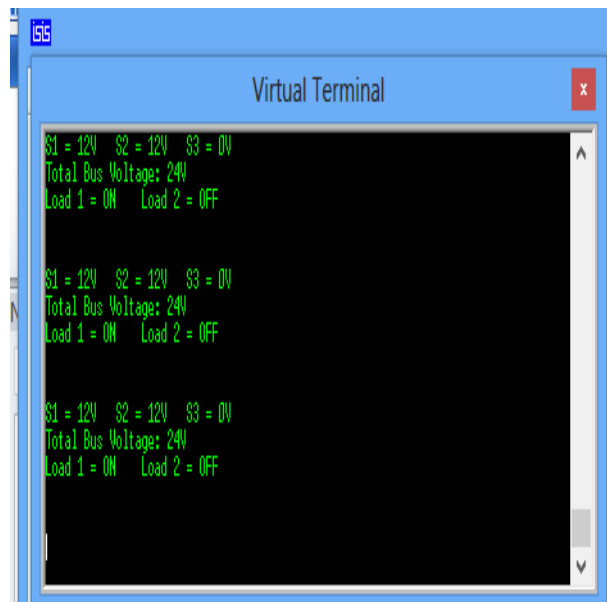 isis
Virtual Terminal
x
S1 = 12V S2 = 12V S3 = 0V
Total Bus Voltage: 24V
Load 1 = ON Load 2 = OFF
S1 = 12V S2 = 12V S3 = 0V
Total Bus Voltage: 24V
Load 1 = ON Load 2 = OFF
S1 = 12V S2 = 12V S3 = 0V
Total Bus Voltage: 24V
Load 1 = ON Load 2 = OFF